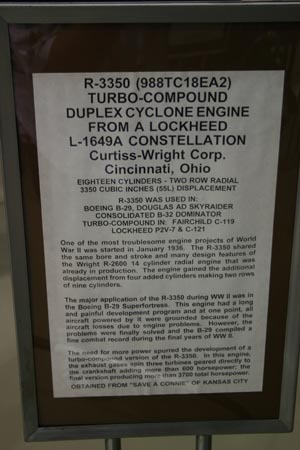 R-3350 (988TC18EA2)
TURBO-COMPOUND
DUPLEX CYCLONE ENGINE
FROM A LOCKHEED
L-1649A CONSTELLATION
Curtiss-Wright Corp.
Cincinnati, Ohio
EIGHTEEN CYLINDERS - TWO ROW RADIAL
3350 CUBIC INCHES (55L) DISPLACEMENT
R-3350 WAS USED IN:
BOEING B-29, DOUGLAS AD SKYRAIDER
CONSOLIDATED B-32 DOMINATOR
TURBO-COMPOUND IN: FAIRCHILD C-119
LOCKHEED P2V-7 & C-121
One of the most troublesome engine projects of World
War II was started in January 1936. The R-3350 shared
the same bore and stroke and many design features of
the Wright R-2600 14 cylinder radial engine that was
already in production. The engine gained the additional
displacement from four added cylinders making two rows
of nine cylinders.
The major application of the R-3350 during WW II was in
the Boeing B-29 Superfortress. This engine had a long
and painful development program and at one point, all
aircraft powered by it were grounded because of the
aircraft losses due to engine problems. However, the
problems were finally solved and the B-29 compiled a
fine combat record during the final years of WW II.
The need for more power spurred the development of a
turbo-compound version of the R-3350. In this engine,
the exhaust gases spin three turbines geared directly to
the crankshaft adding more than 600 horsepower; the
final version producing more than 3700 total horsepower.
OBTAINED FROM "SAVE A CONNIE" OF KANSAS CITY